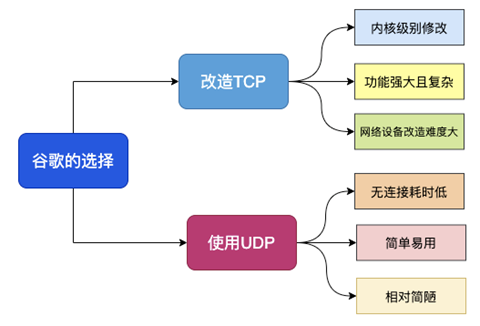 谷歌的选择
改造TCP
内核级别修改
功能强大且复杂
网络设备改造难度大
使用UDP
无连接耗时低
简单易用
相对简陋